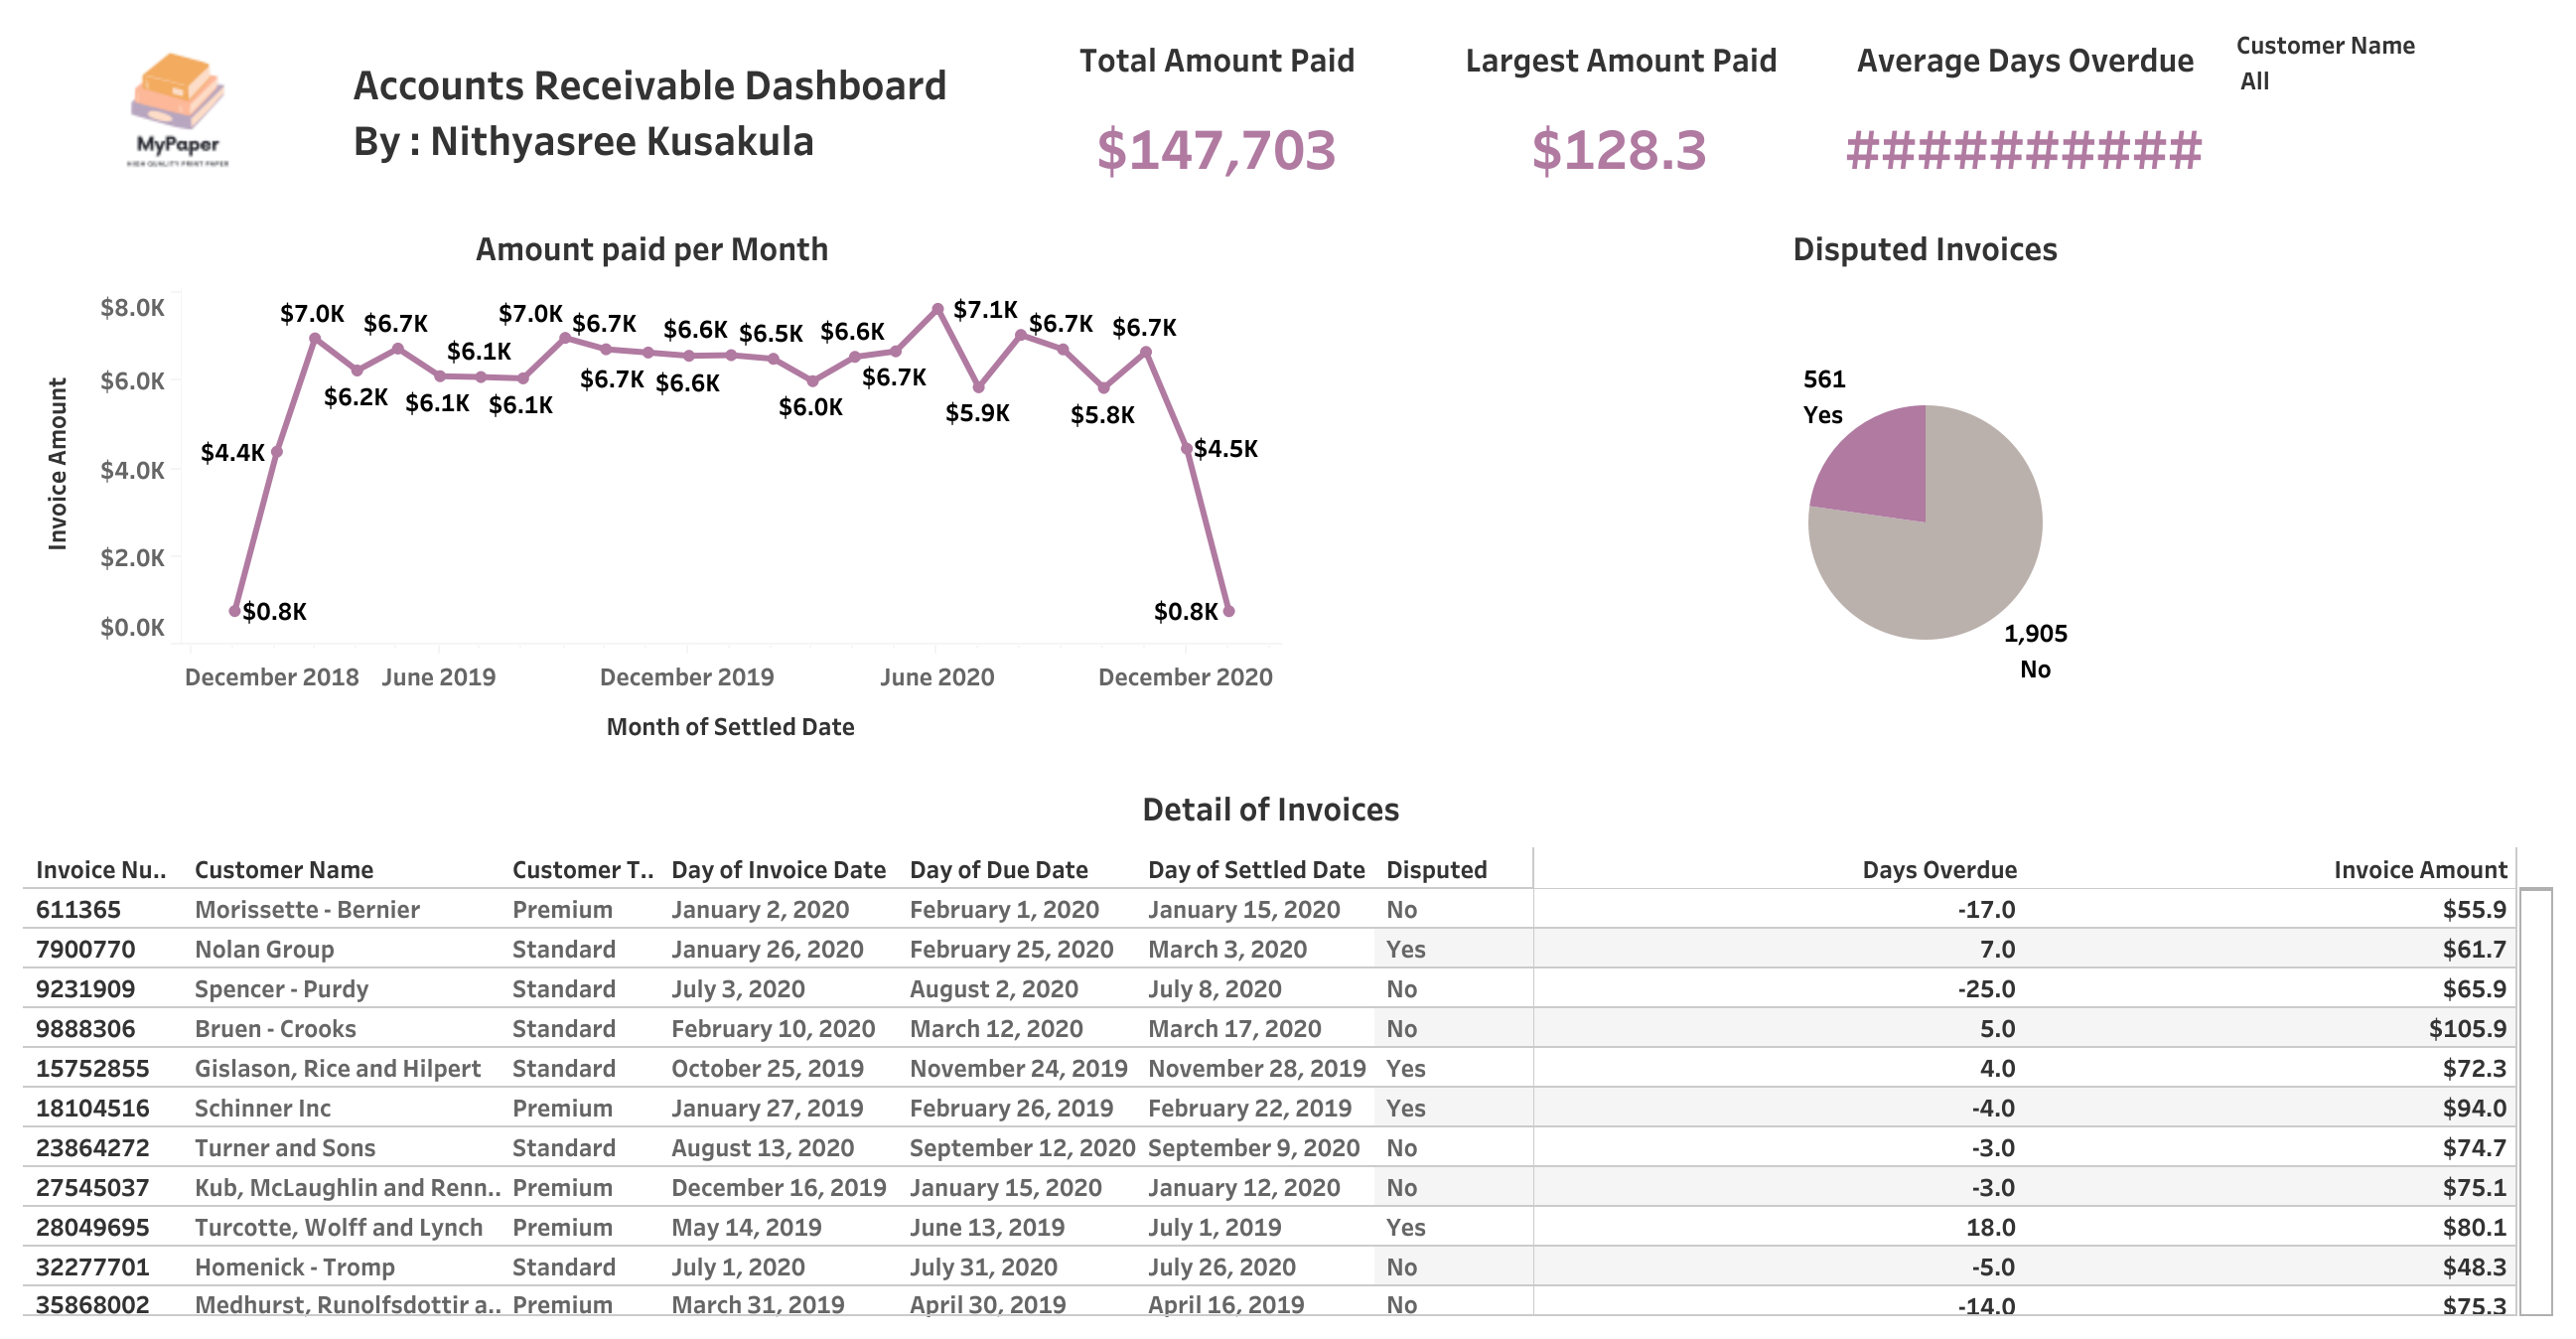 MyPaper
HIGH QUALITY PRINT PAPER
Accounts Receivable Dashboard
By : Nithyasree Kusakula
Total Amount Paid
$147,703
Largest Amount Paid
$128.3
Average Days Overdue
##########
Customer Name
All
Amount paid per Month
Invoice Amount
$8.0K
$6.0K
$4.0K
$2.0K
$0.0K
$0.8K
$4.4K
$7.0K
$6.2K
$6.7K
$6.1K
$6.1K
$6.1K
$7.0K
$6.7K
$6.7K
$6.6K
$6.6K
$6.5K
$6.0K
$6.6K
$6.7K
$5.9K
$7.1K
$6.7K
$5.8K
$6.7K
$4.5K
$0.8K
December 2018 June 2019 December 2019 June 2020 December 2020
Month of Settled Date
Disputed Invoices
561
Yes
1,905
No
Detail of Invoices
Invoice Nu.. Customer Name Customer T.. Day of Invoice Date Day of Due Date Day of Settled Date Disputed Days Overdue Invoice Amount
611365 Morissette - Bernier Premium January 2, 2020 February 1, 2020 January 15, 2020 No -17.0 $55.9
7900770 Nolan Group Standard January 26, 2020 February 25, 2020 March 3, 2020 Yes 7.0 $61.7
9231909 Spencer - Purdy Standard July 3, 2020 August 2, 2020 July 8, 2020 No -25.0 $65.9
9888306 Bruen - Crooks Standard February 10, 2020 March 12, 2020 March 17, 2020 No 5.0 $105.9
15752855 Gislason, Rice and Hilpert Standard October 25, 2019 November 24, 2019 November 28, 2019 Yes 4.0 $72.3
18104516 Schinner Inc Premium January 27, 2019 February 26, 2019 February 22, 2019 Yes -4.0 $94.0
23864272 Turner and Sons Standard August 13, 2020 September 12, 2020 September 9, 2020 No -3.0 $74.7
27545037 Kub, McLaughlin and Renn.. Premium December 16, 2019 January 15, 2020 January 12, 2020 No -3.0 $75.1
28049695 Turcotte, Wolff and Lynch Premium May 14, 2019 June 13, 2019 July 1, 2019 Yes 18.0 $80.1
32277701 Homenick - Tromp Standard July 1, 2020 July 31, 2020 July 26, 2020 No -5.0 $48.3
35868002 Medhurst, Runolfsdottir a.. Premium March 31, 2019 April 30, 2019 April 16, 2019 No -14.0 $75.3